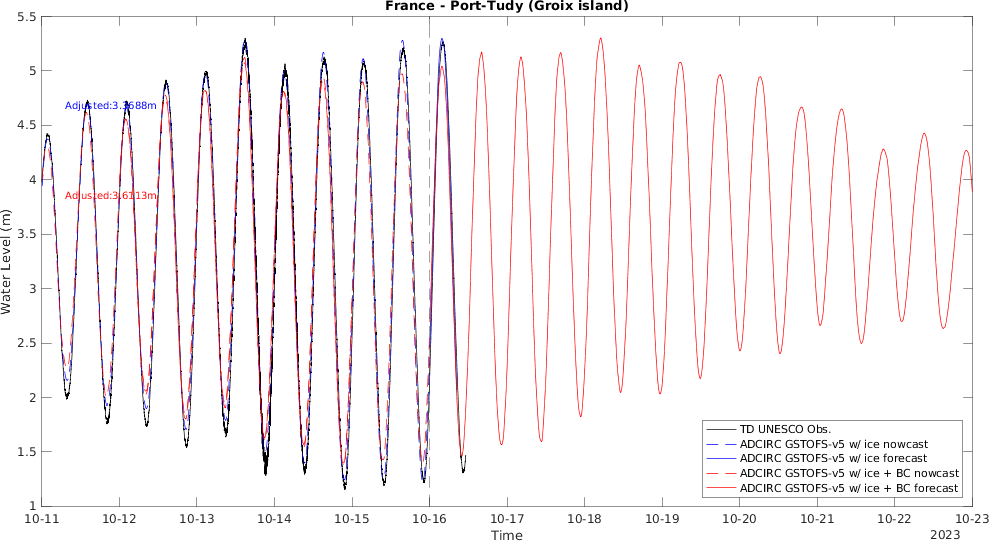 France - Port-Tudy (Groix island)
5.5
5
4.5
4
3.5
3
2.5
2
1.5
1
Water Level (m)
Adjusted:3.3688m
Adjusted:3.6113m
TD UNESCO Obs.
ADCIRC GSTOFS-v5 w/ ice nowcast
ADCIRC GSTOFS-v5 w/ ice forecast
ADCIRC GSTOFS-v5 w/ ice + BC nowcast
ADCIRC GSTOFS-v5 w/ ice + BC forecast
10-11 10-12 10-13 10-14 10-15 10-16 10-17 10-18 10-19 10-20 10-21 10-22 10-23
Time
2023